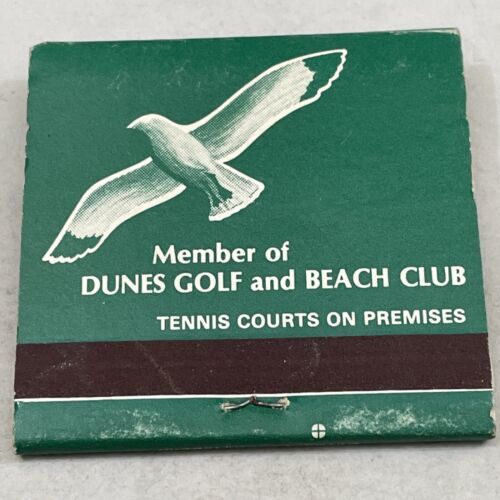 Member of
DUNES GOLF and BEACH CLUB
TENNIS COURTS ON PREMISES